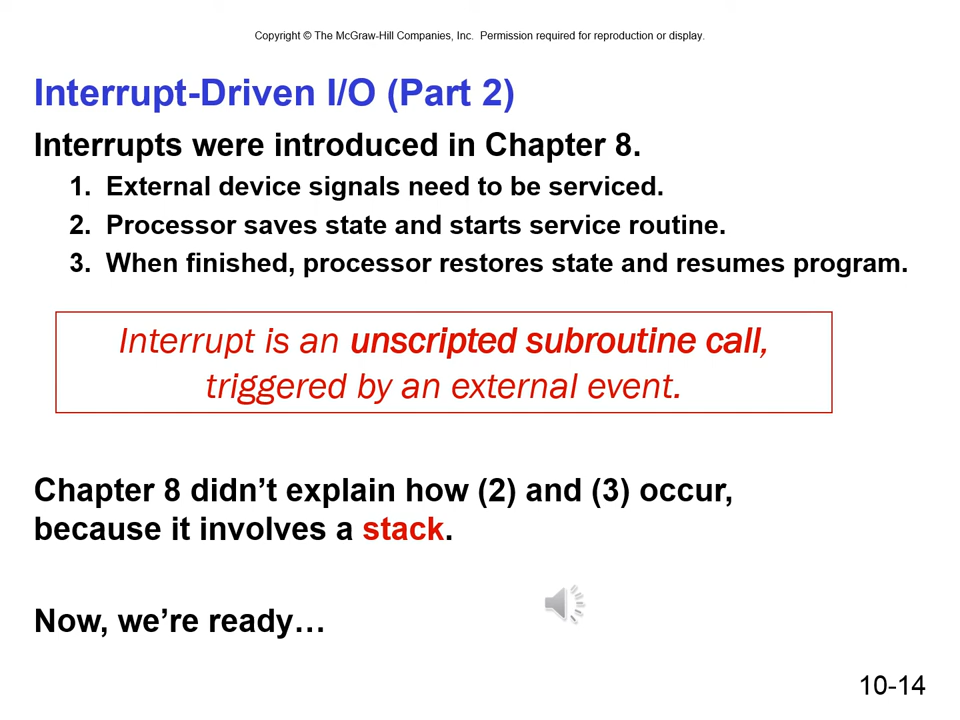 Copyright © The McGraw-Hill Companies, Inc. Permission required for reproduction or display.
Interrupt-Driven I/O (Part 2)
Interrupts were introduced in Chapter 8.
1. External device signals need to be serviced.
2. Processor saves state and starts service routine.
3. When finished, processor restores state and resumes program.
Interrupt is an unscripted subroutine call,
triggered by an external event.
Chapter 8 didn’t explain how (2) and (3) occur,
because it involves a stack.
Now, we’re ready…
10-14